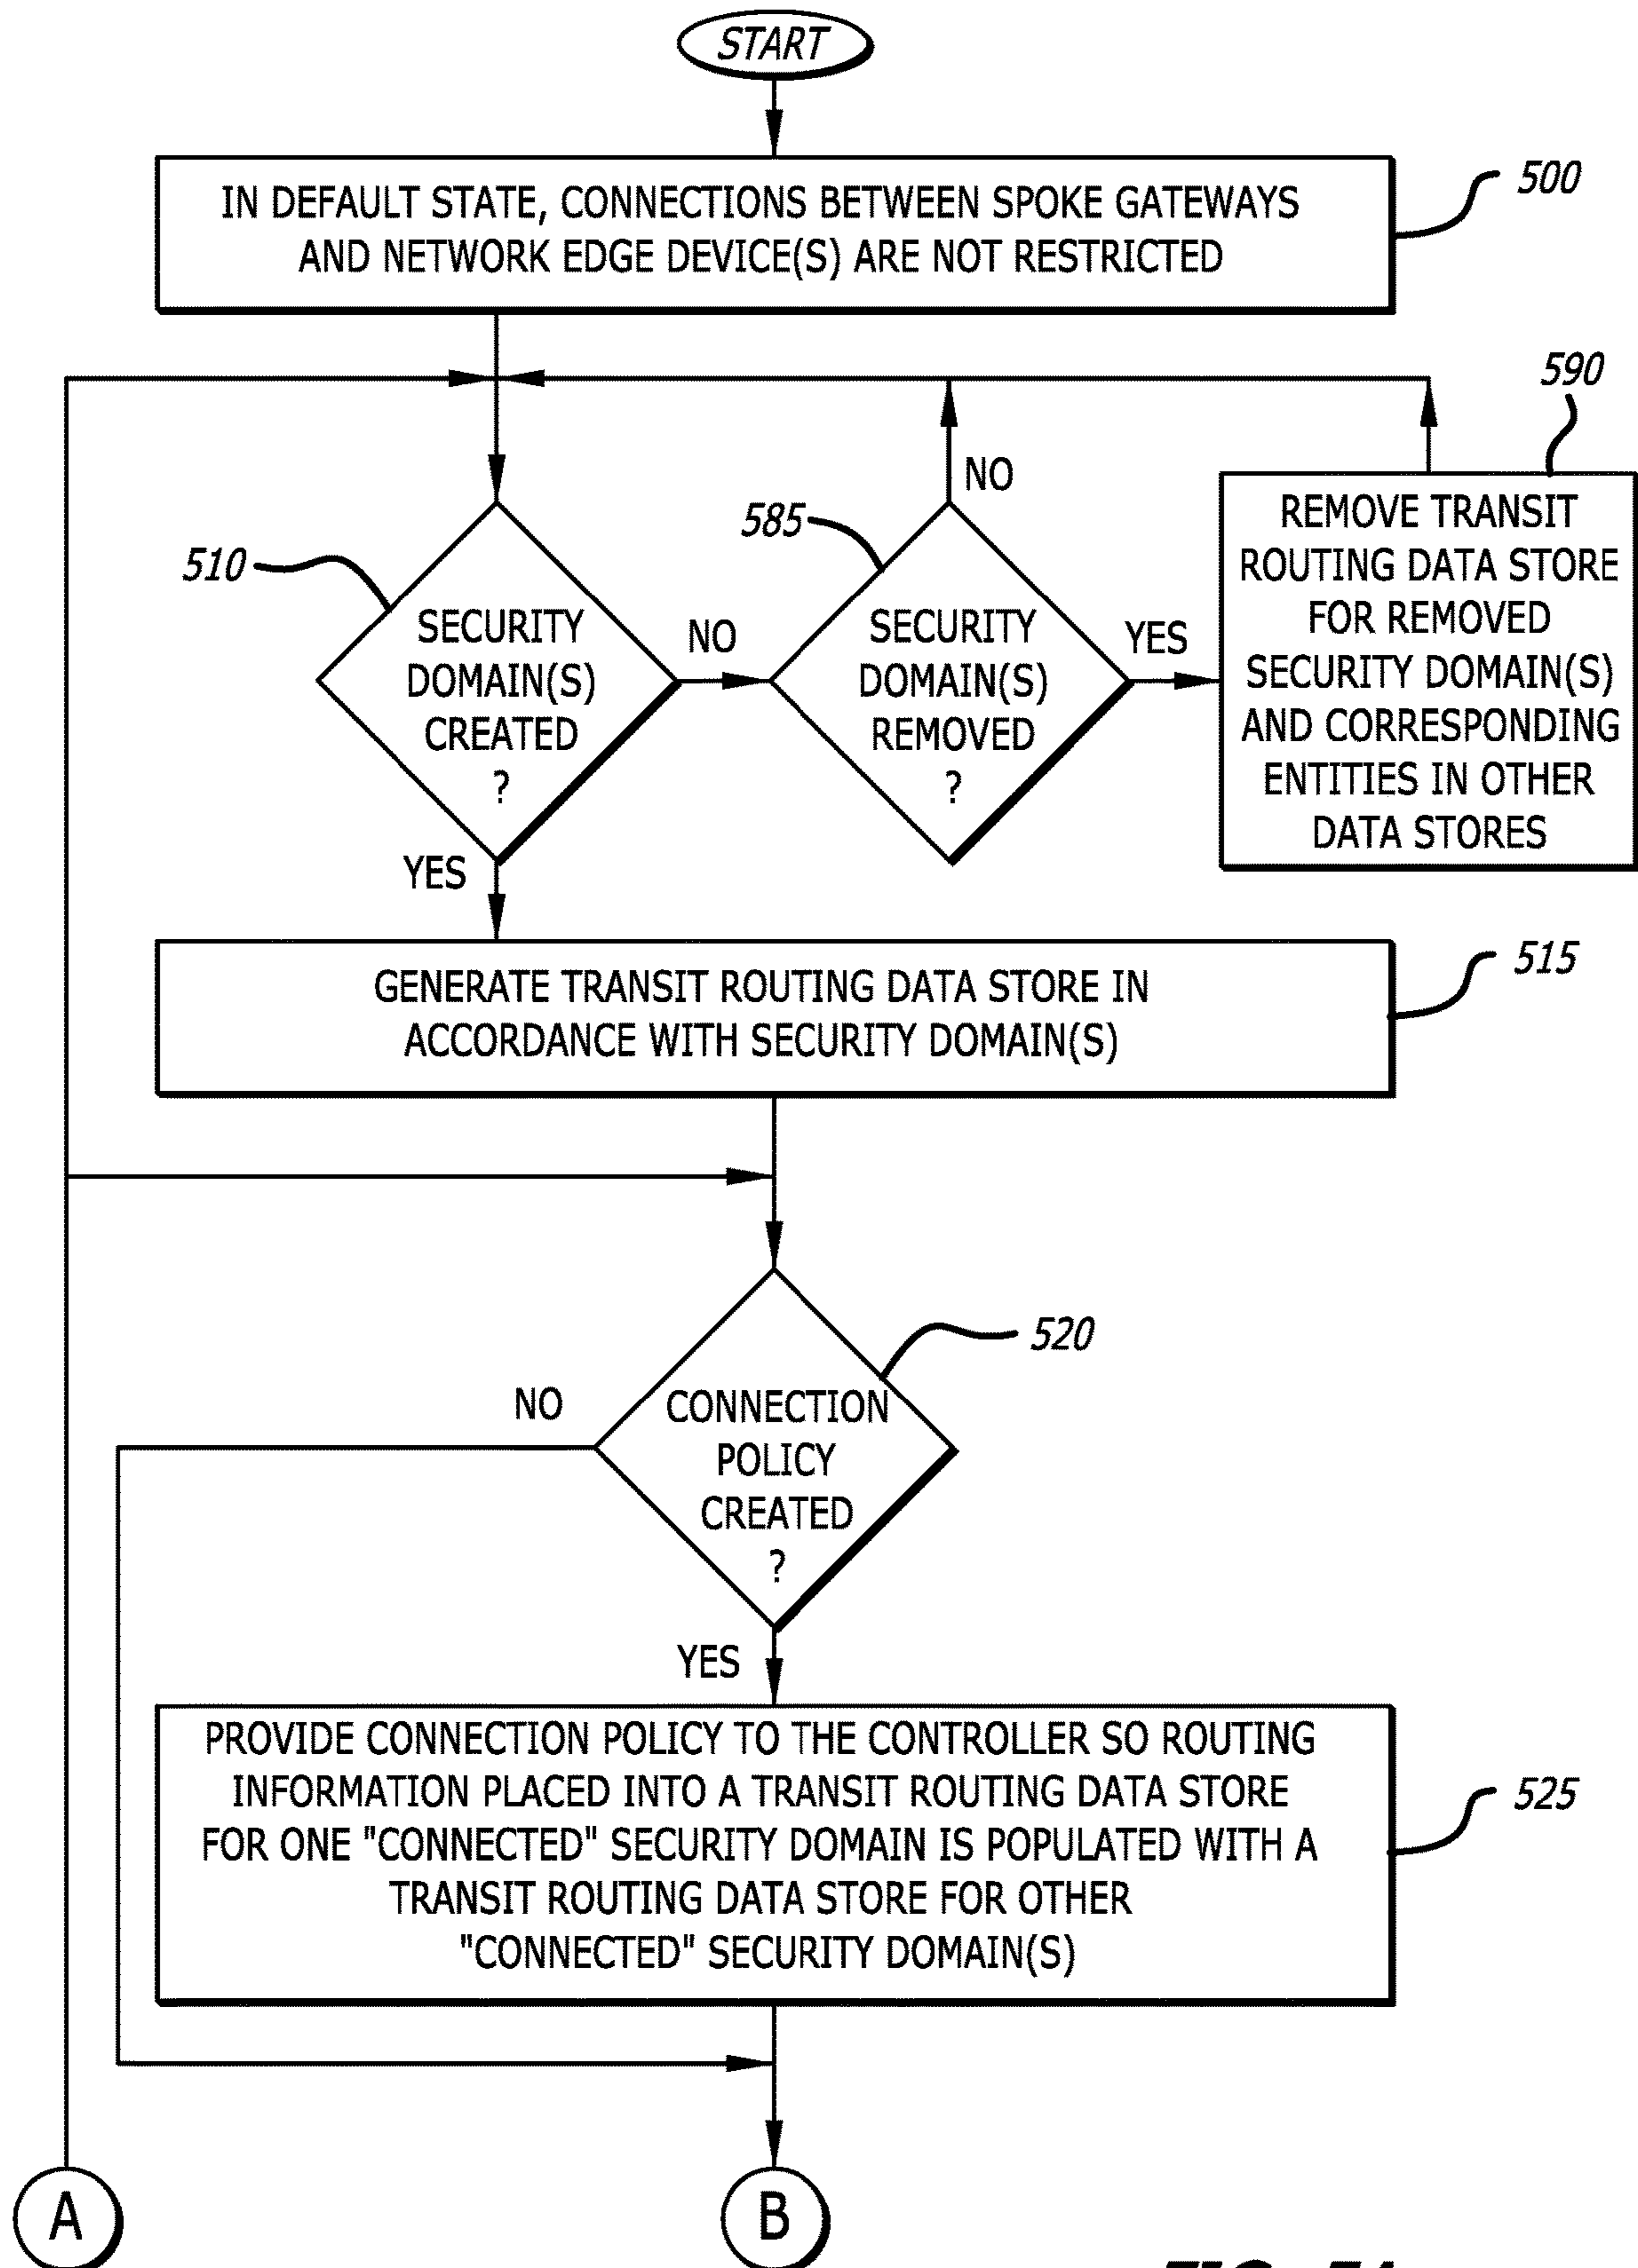 START
IN DEFAULT STATE, CONNECTIONS BETWEEN SPOKE GATEWAYS
AND NETWORK EDGE DEVICE(S) ARE NOT RESTRICTED
500
590
510
SECURITY
DOMAIN(S)
CREATED
?
NO
YES
585
SECURITY
DOMAIN(S)
REMOVED
?
NO
YES
REMOVE TRANSIT
ROUTING DATA STORE
FOR REMOVED
SECURITY DOMAIN(S)
AND CORRESPONDING
ENTITIES IN OTHER
DATA STORES
GENERATE TRANSIT ROUTING DATA STORE IN
ACCORDANCE WITH SECURITY DOMAIN(S)
515
520
CONNECTION
POLICY
CREATED
?
NO
YES
PROVIDE CONNECTION POLICY TO THE CONTROLLER SO ROUTING
INFORMATION PLACED INTO A TRANSIT ROUTING DATA STORE
FOR ONE "CONNECTED" SECURITY DOMAIN IS POPULATED WITH A
TRANSIT ROUTING DATA STORE FOR OTHER
"CONNECTED" SECURITY DOMAIN(S)
525
A
B